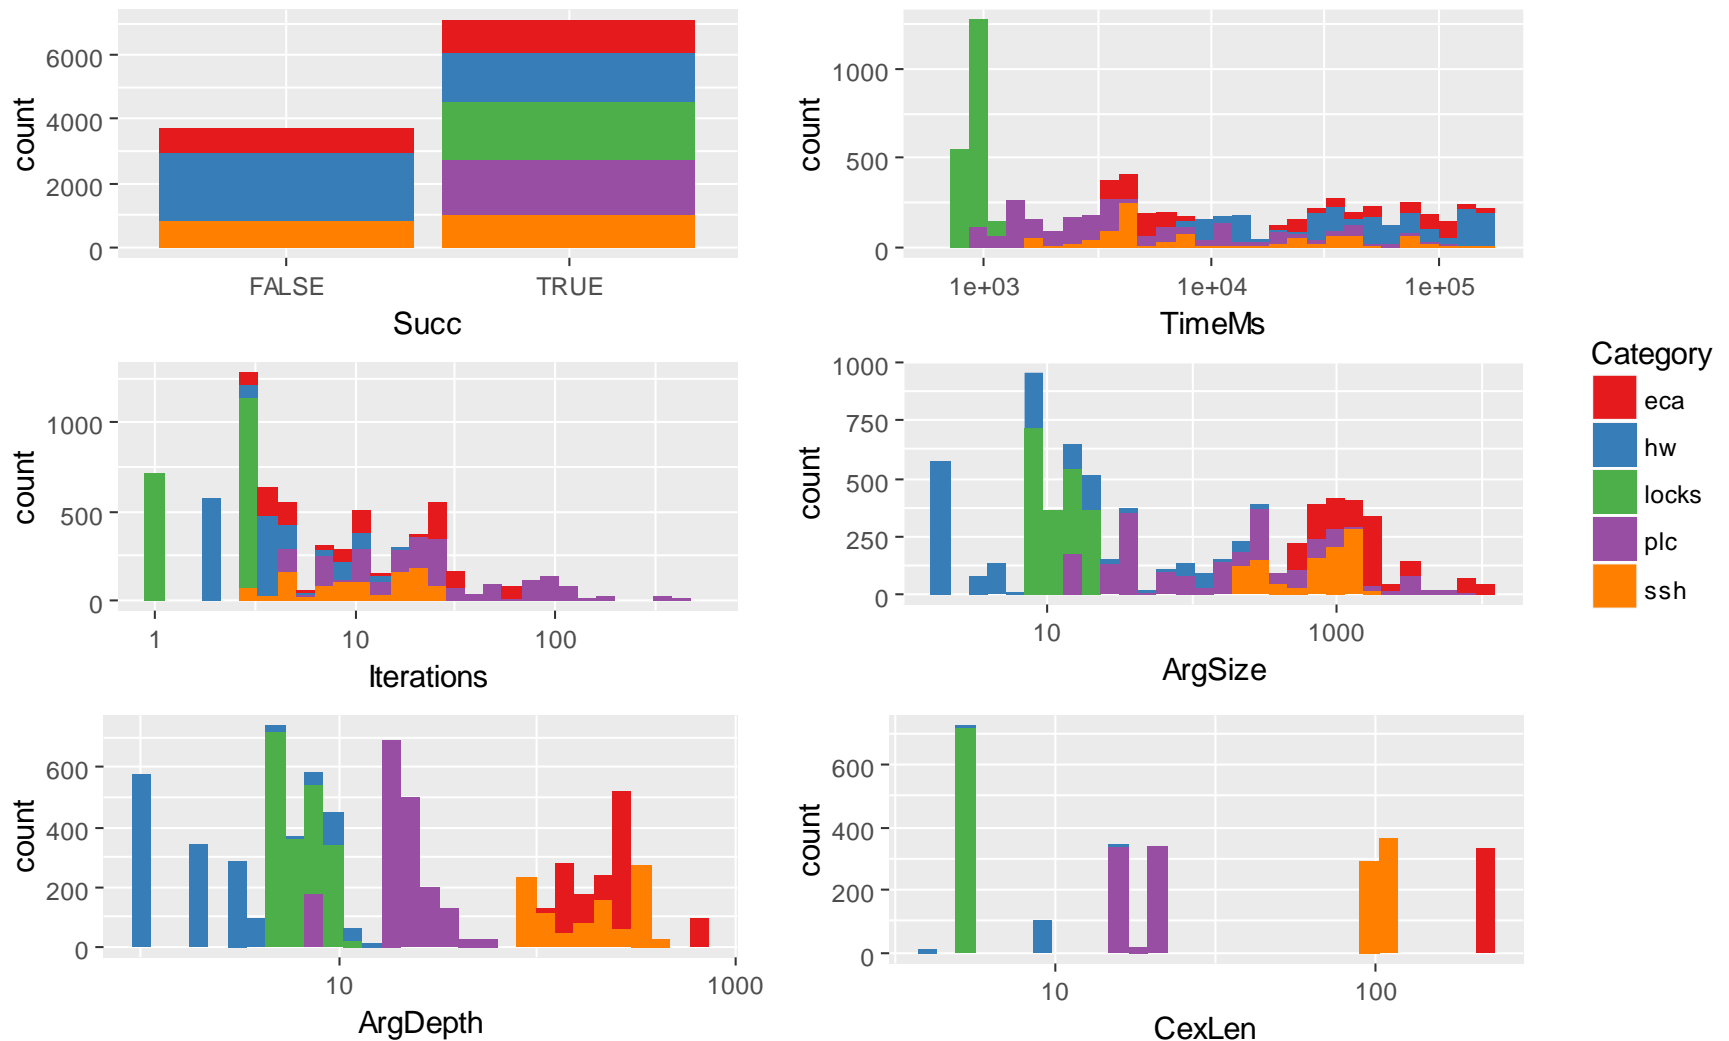 count
6000
4000
2000
0
FALSE
TRUE
Succ
count
1000
500
0
1e+03
1e+04
1e+05
TimeMs
count
1000
500
0
1
10
100
Iterations
count
1000
750
500
250
0
10
1000
ArgSize
Category
eca
hw
locks
plc
ssh
count
600
400
200
0
10
1000
ArgDepth
count
600
400
200
0
10
100
CexLen